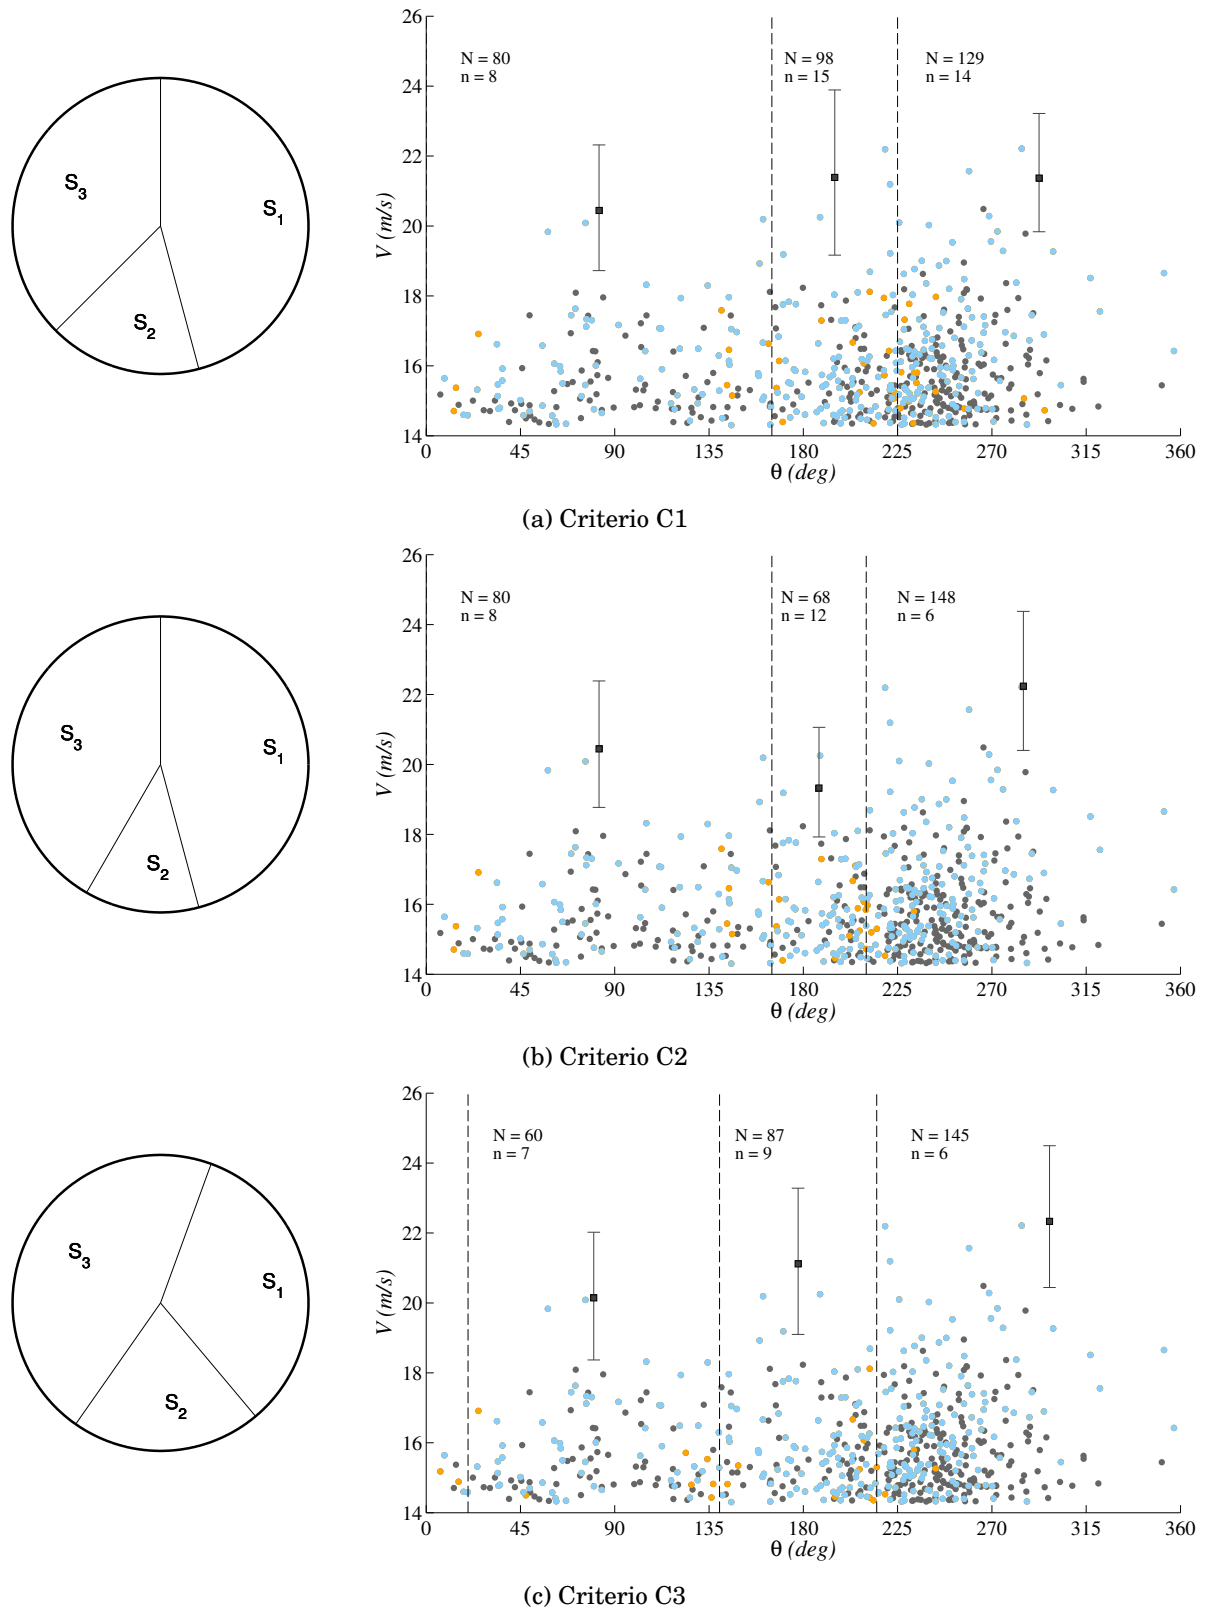 26
24
22
20
18
16
14
V (m/s)
N = 80
n = 8
N = 98
n = 15
N = 129
n = 14
S3
S1
S2
0 45 90 135 180 225 270 315 360
θ (deg)
(a) Criterio C1
26
24
22
20
18
16
14
V (m/s)
N = 80
n = 8
N = 68
n = 12
N = 148
n = 6
S3
S1
S2
0 45 90 135 180 225 270 315 360
θ (deg)
(b) Criterio C2
26
24
22
20
18
16
14
V (m/s)
N = 60
n = 7
N = 87
n = 9
N = 145
n = 6
S3
S1
S2
0 45 90 135 180 225 270 315 360
θ (deg)
(c) Criterio C3